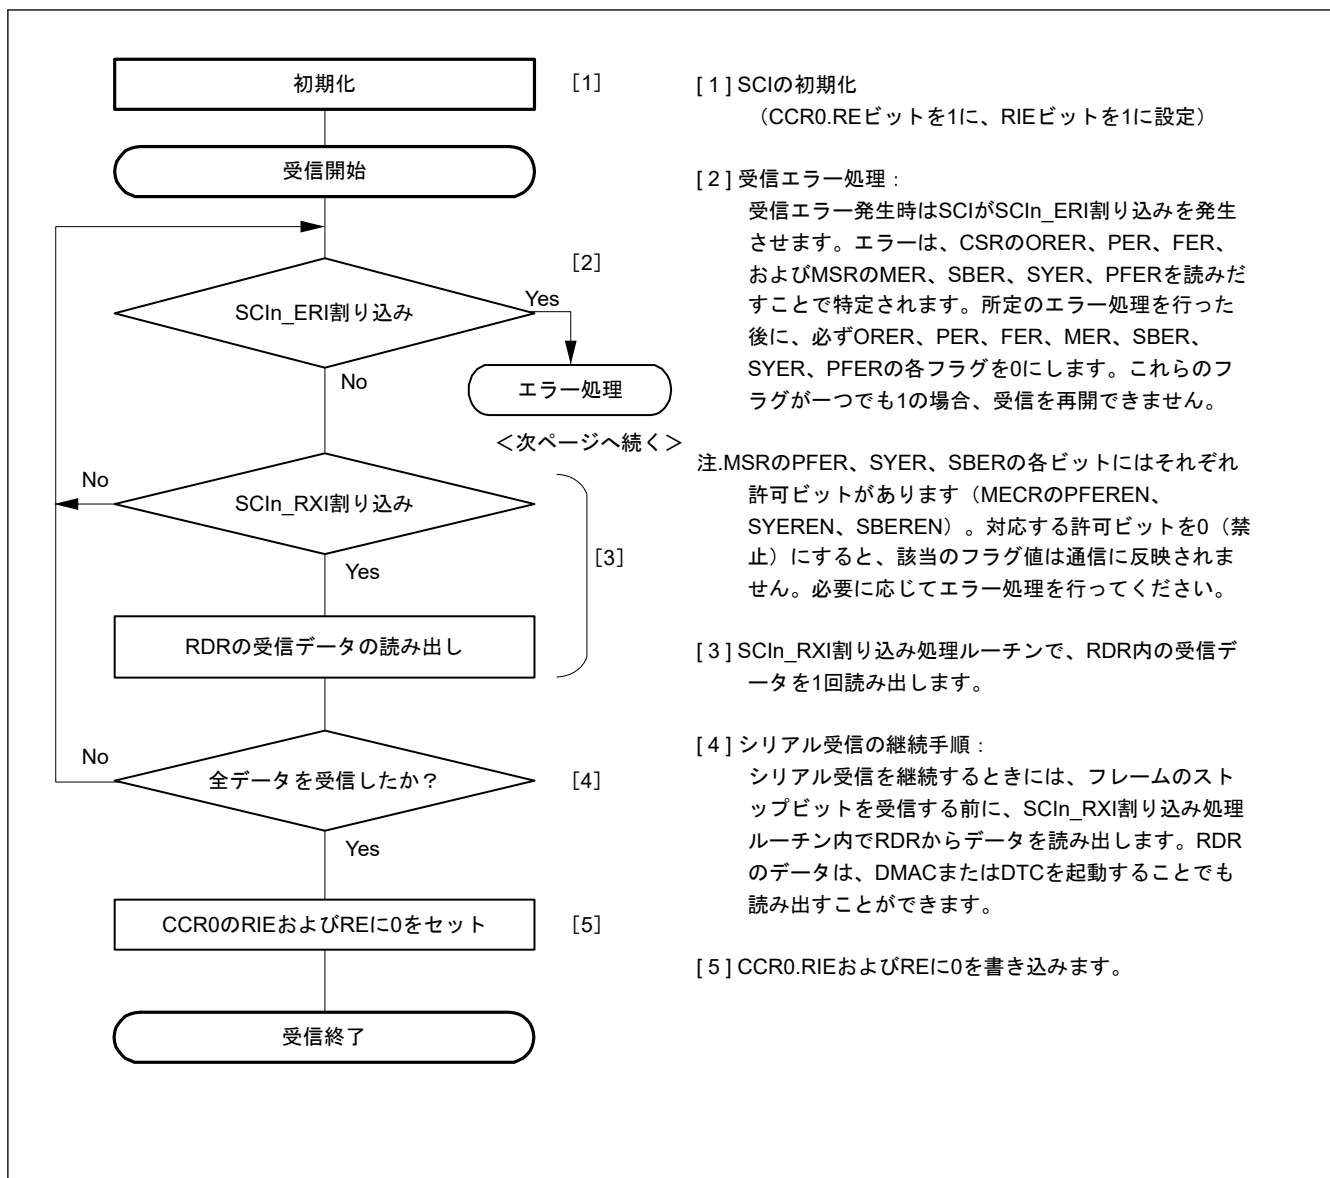 初期化
[1]
受信開始
[2]
SCIn_ERI割り込み
Yes
No
エラー処理
＜次ページへ続く＞
No
SCIn_RXI割り込み
[3]
Yes
RDRの受信データの読み出し
No
全データを受信したか？
[4]
Yes
CCR0のRIEおよびREに0をセット
[5]
受信終了
[ 1 ] SCIの初期化
（CCR0.REビットを1に、RIEビットを1に設定）
[ 2 ] 受信エラー処理：
受信エラー発生時はSCIがSCIn_ERI割り込みを発生
させます。エラーは、CSRのORER、PER、FER、
およびMSRのMER、SBER、SYER、PFERを読みだ
すことで特定されます。所定のエラー処理を行った
後に、必ずORER、PER、FER、MER、SBER、
SYER、PFERの各フラグを0にします。これらのフ
ラグが一つでも1の場合、受信を再開できません。
注.MSRのPFER、SYER、SBERの各ビットにはそれぞれ
許可ビットがあります（MECRのPFEREN、
SYEREN、SBEREN）。対応する許可ビットを0（禁
止）にすると、該当のフラグ値は通信に反映されま
せん。必要に応じてエラー処理を行ってください。
[ 3 ] SCIn_RXI割り込み処理ルーチンで、RDR内の受信デ
ータを1回読み出します。
[ 4 ] シリアル受信の継続手順：
シリアル受信を継続するときには、フレームのスト
ップビットを受信する前に、SCIn_RXI割り込み処理
ルーチン内でRDRからデータを読み出します。RDR
のデータは、DMACまたはDTCを起動することでも
読み出すことができます。
[ 5 ] CCR0.RIEおよびREに0を書き込みます。